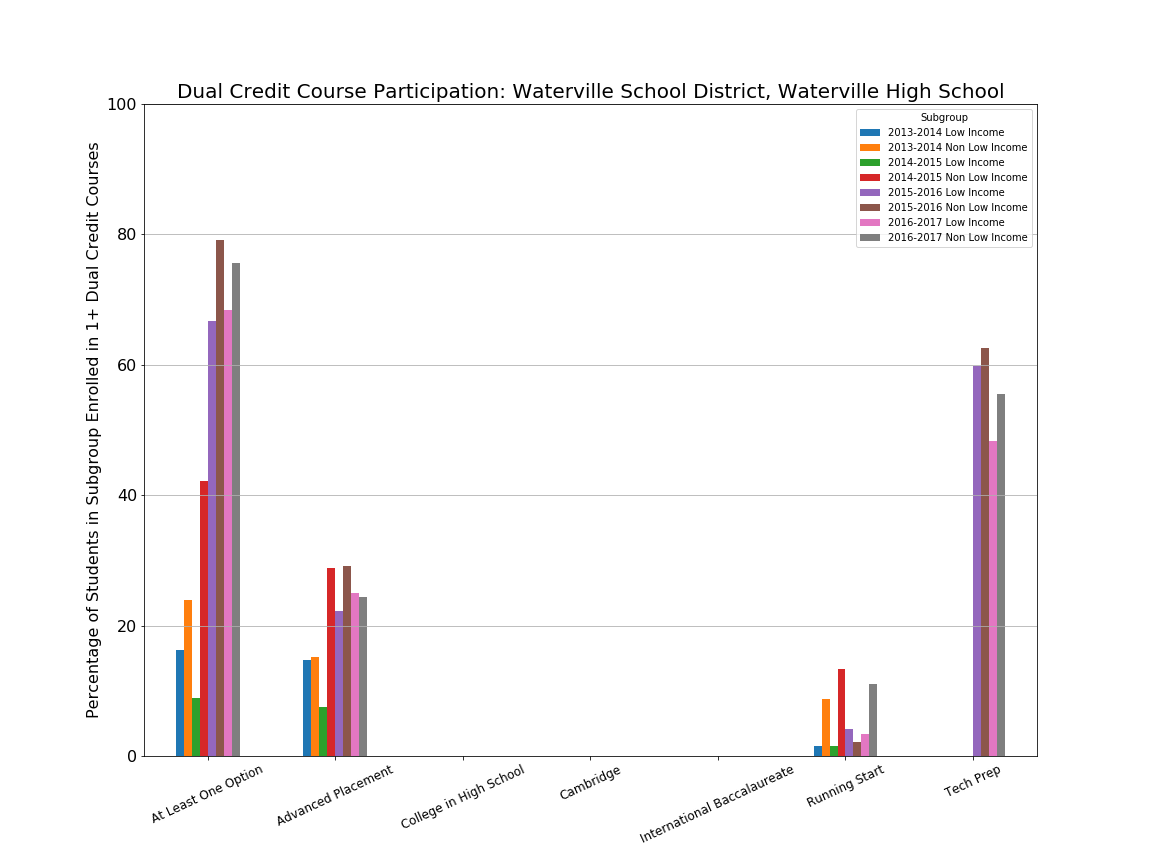 Dual Credit Course Participation: Waterville School District, Waterville High School
Percentage of Students in Subgroup Enrolled in 1+ Dual Credit Courses
100
80
60
40
20
0
Subgroup
2013-2014 Low Income
2013-2014 Non Low Income
2014-2015 Low Income
2014-2015 Non Low Income
2015-2016 Low Income
2015-2016 Non Low Income
2016-2017 Low Income
2016-2017 Non Low Income
At Least One Option
Advanced Placement
College in High School
Cambridge
International Baccalaureate
Running Start
Tech Prep